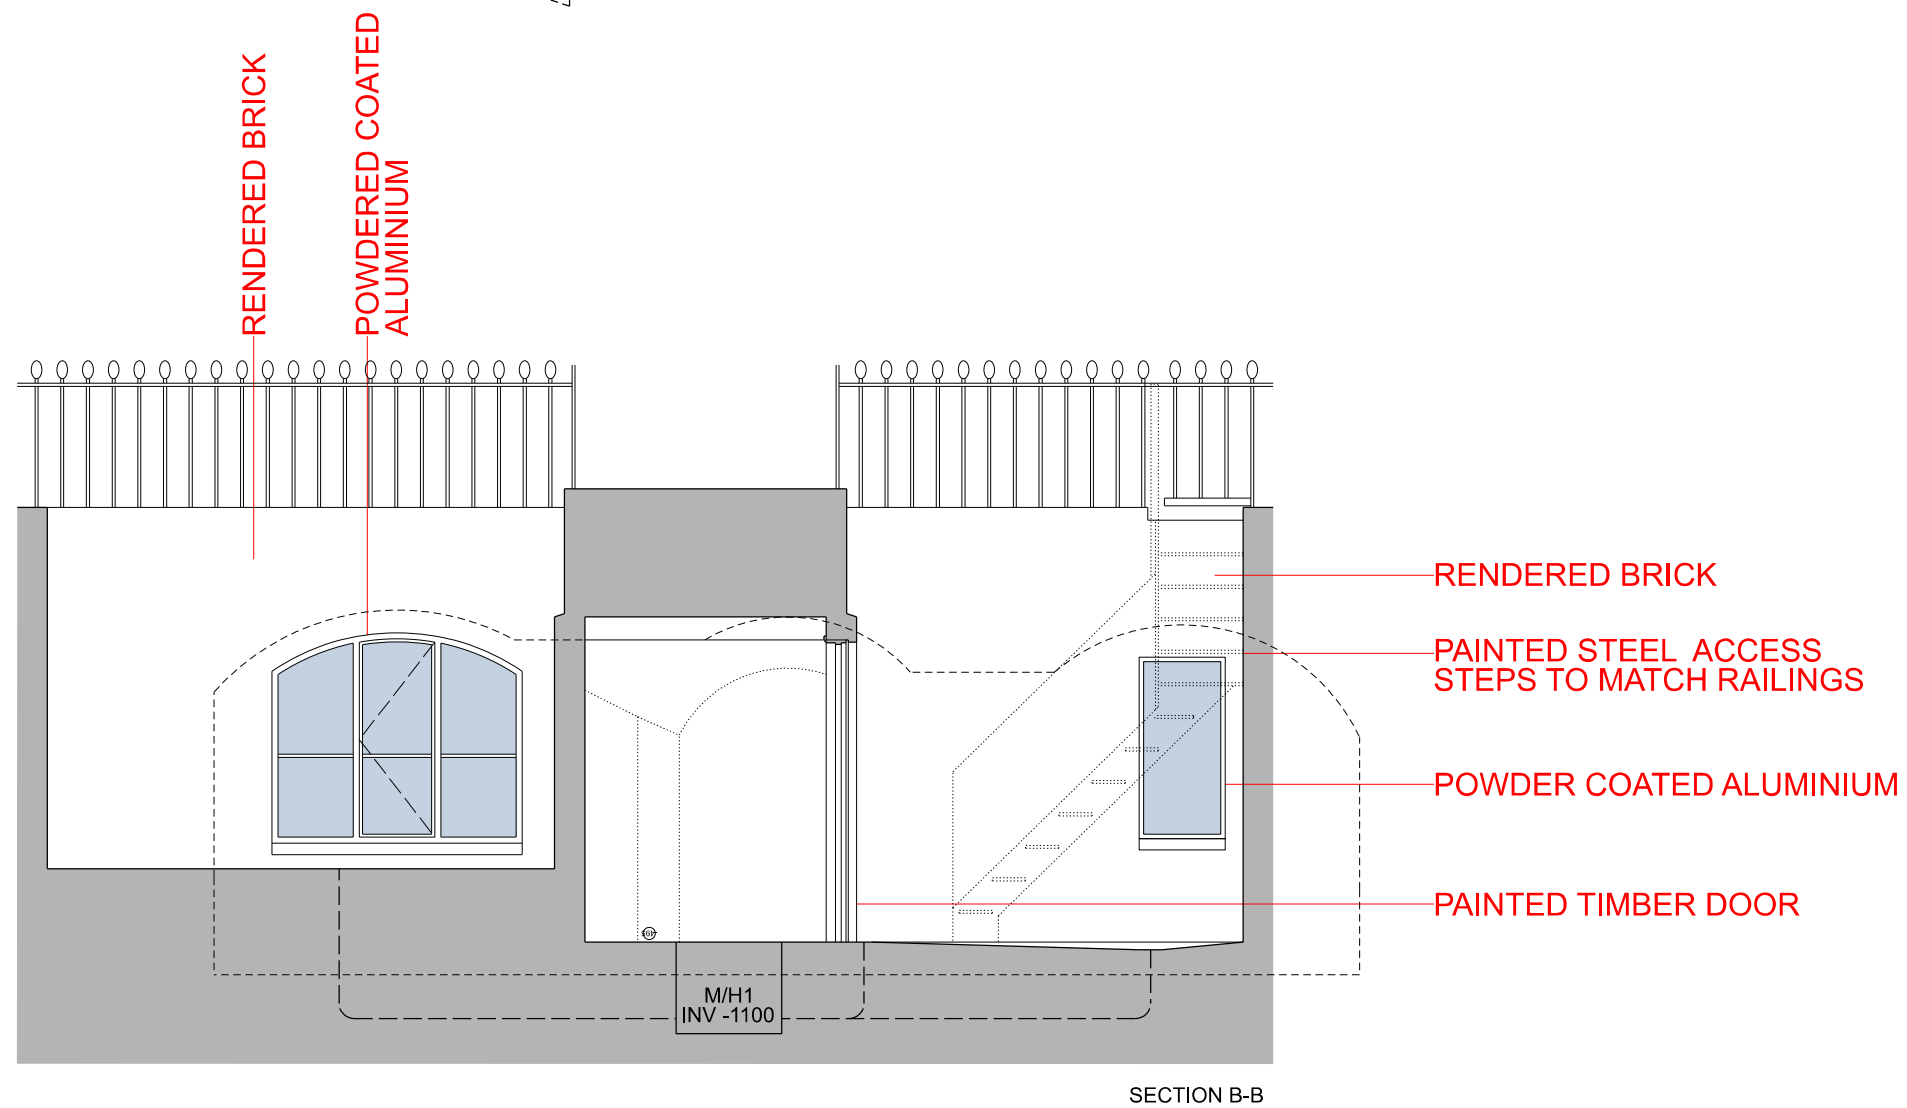 RENDERED BRICK
POWDERED COATED
ALUMINIUM
RENDERED BRICK
PAINTED STEEL ACCESS
STEPS TO MATCH RAILINGS
POWDER COATED ALUMINIUM
PAINTED TIMBER DOOR
M/H1
INV -1100
SECTION B-B